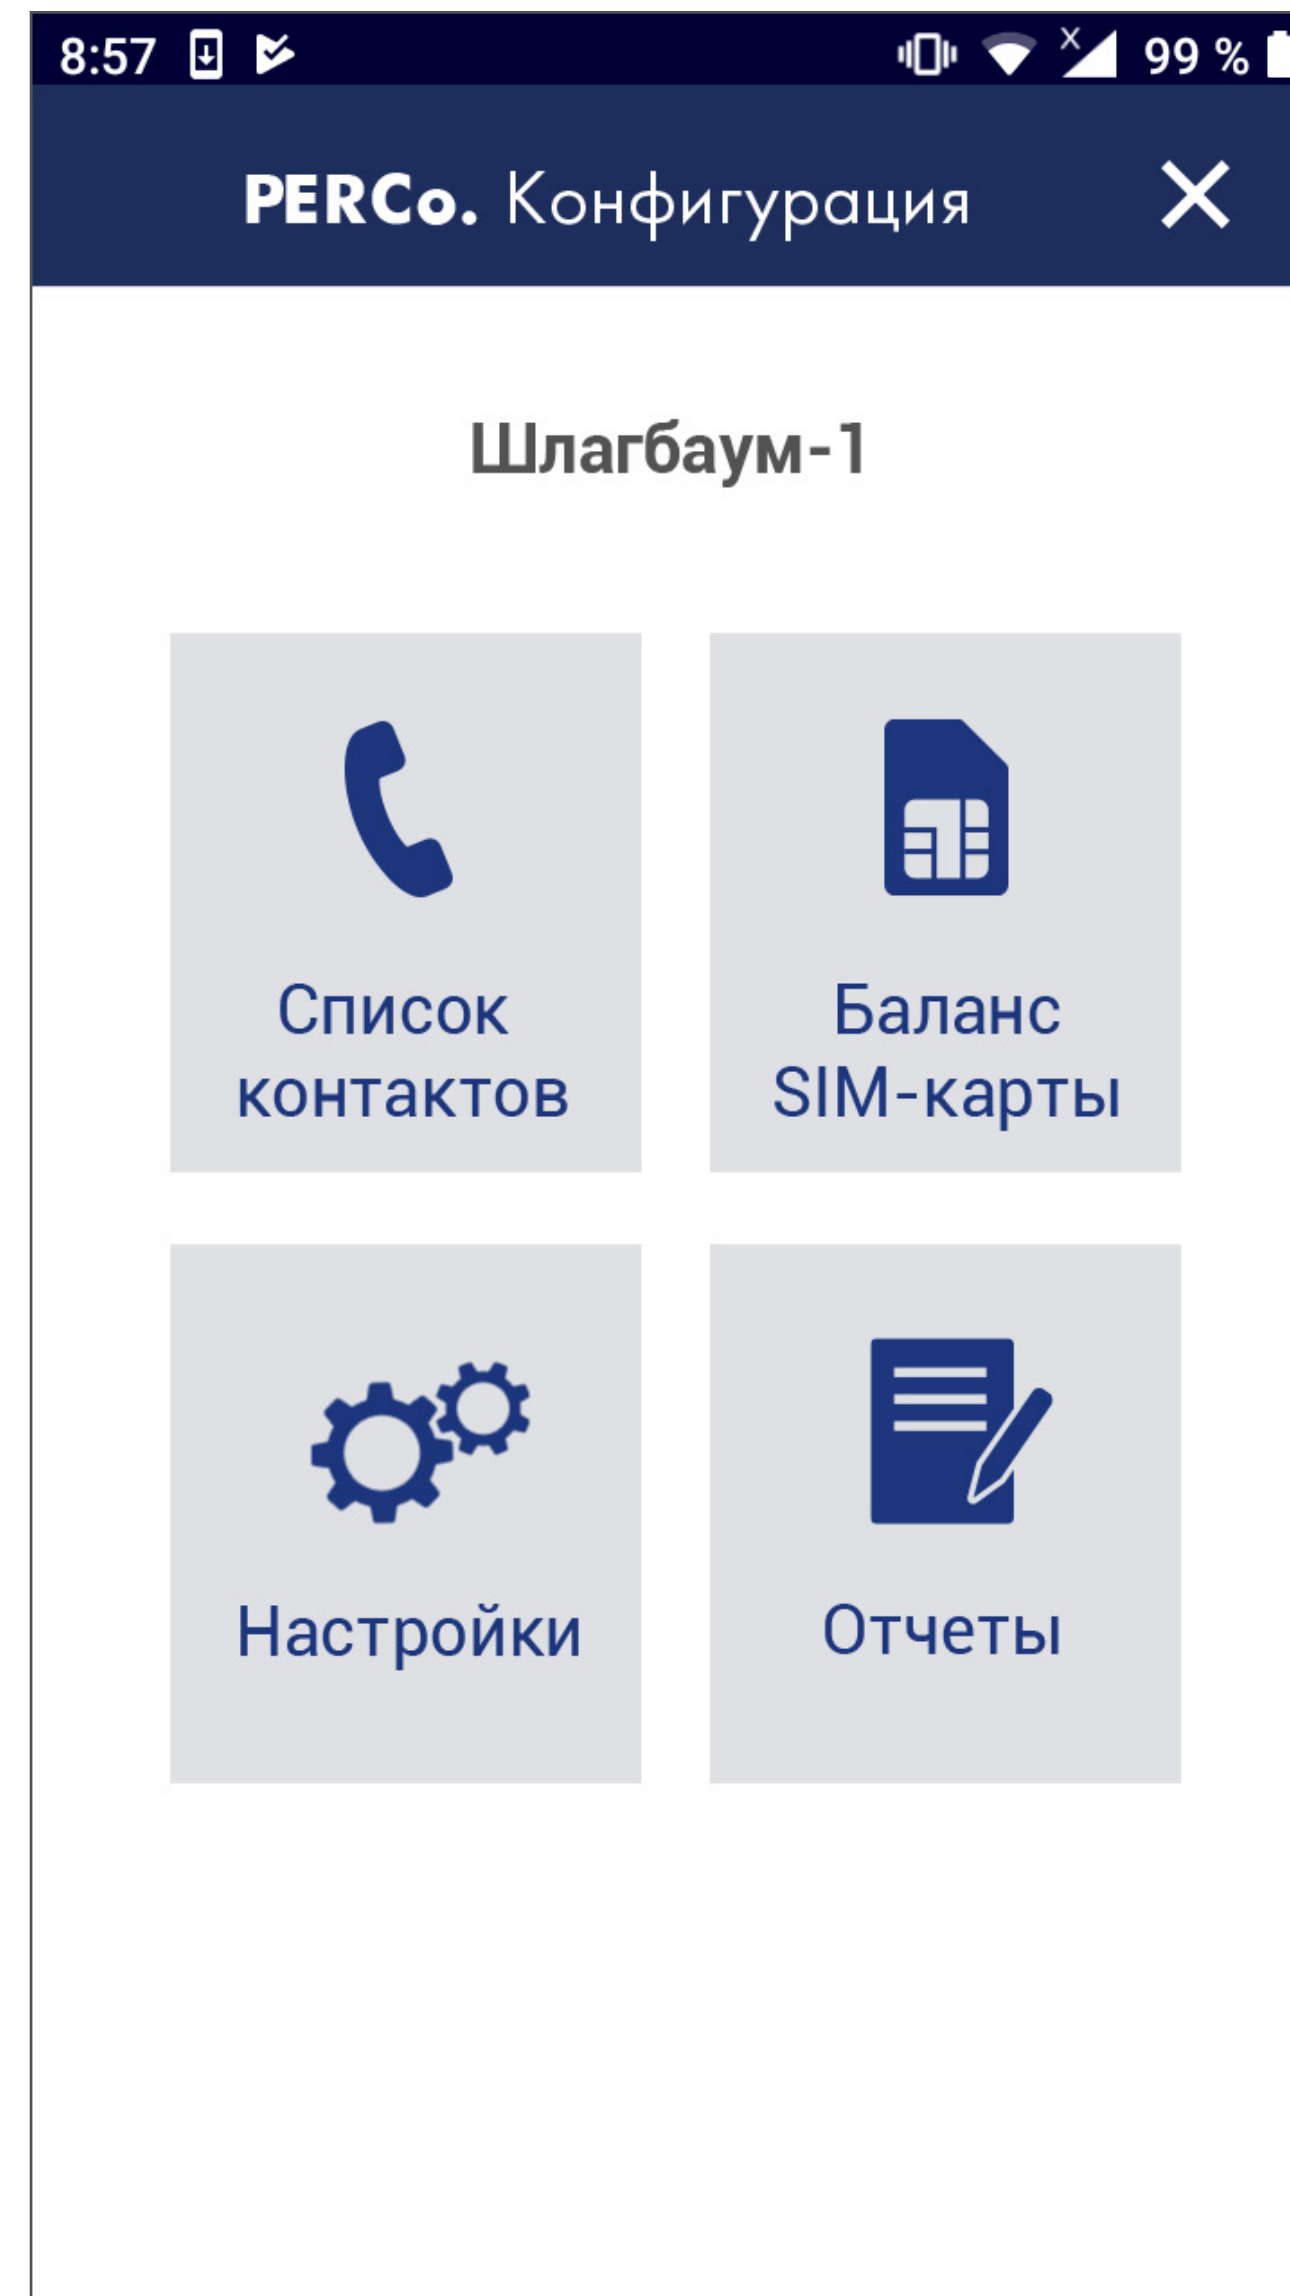 8:57 99 %
PERCo. Конфигурация
Шлагбаум-1
Список
контактов
Баланс
SIM-карты
Настройки
Отчеты